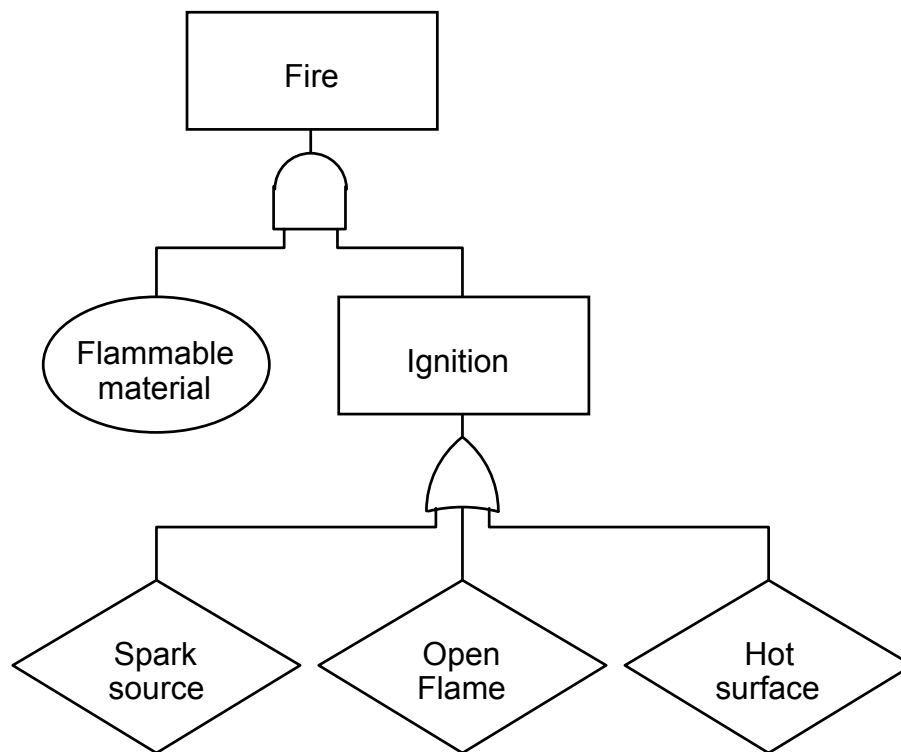 Fire
Flammable
material
Ignition
Spark
source
Open
Flame
Hot
surface